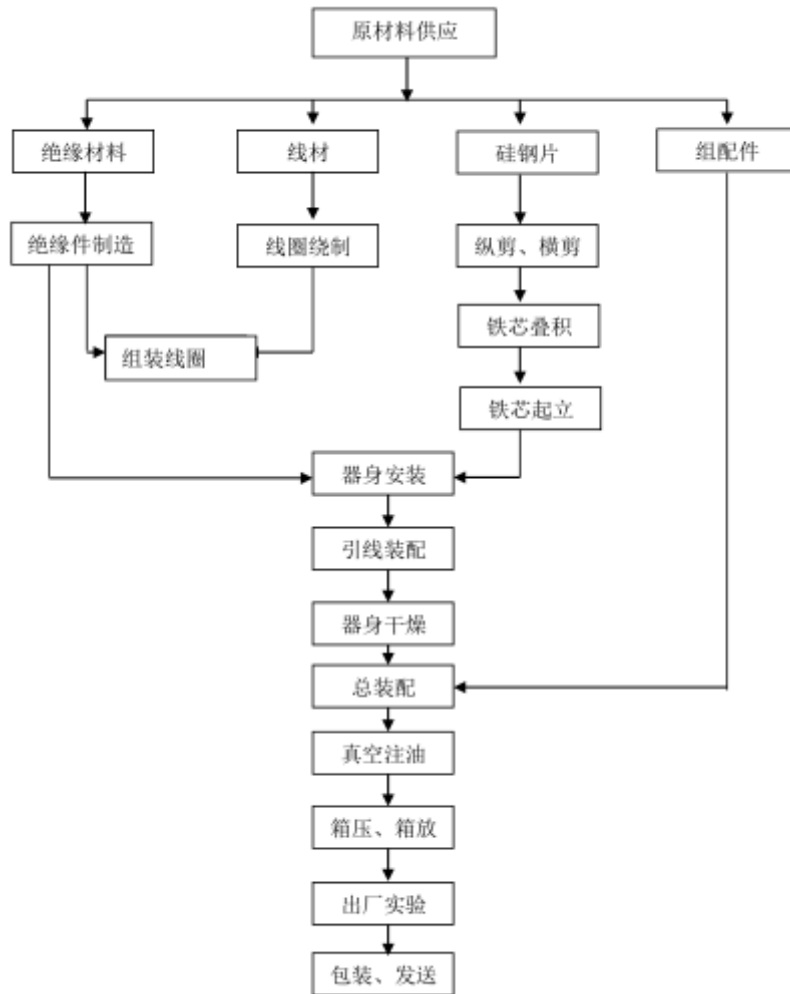 原材料供应
绝缘材料
线材
硅钢片
组配件
绝缘件制造
线圈绕制
纵剪、横剪
铁芯叠积
组装线圈
铁芯起立
器身安装
引线装配
器身干燥
总装配
真空注油
箱压、箱放
出厂实验
包装、发送